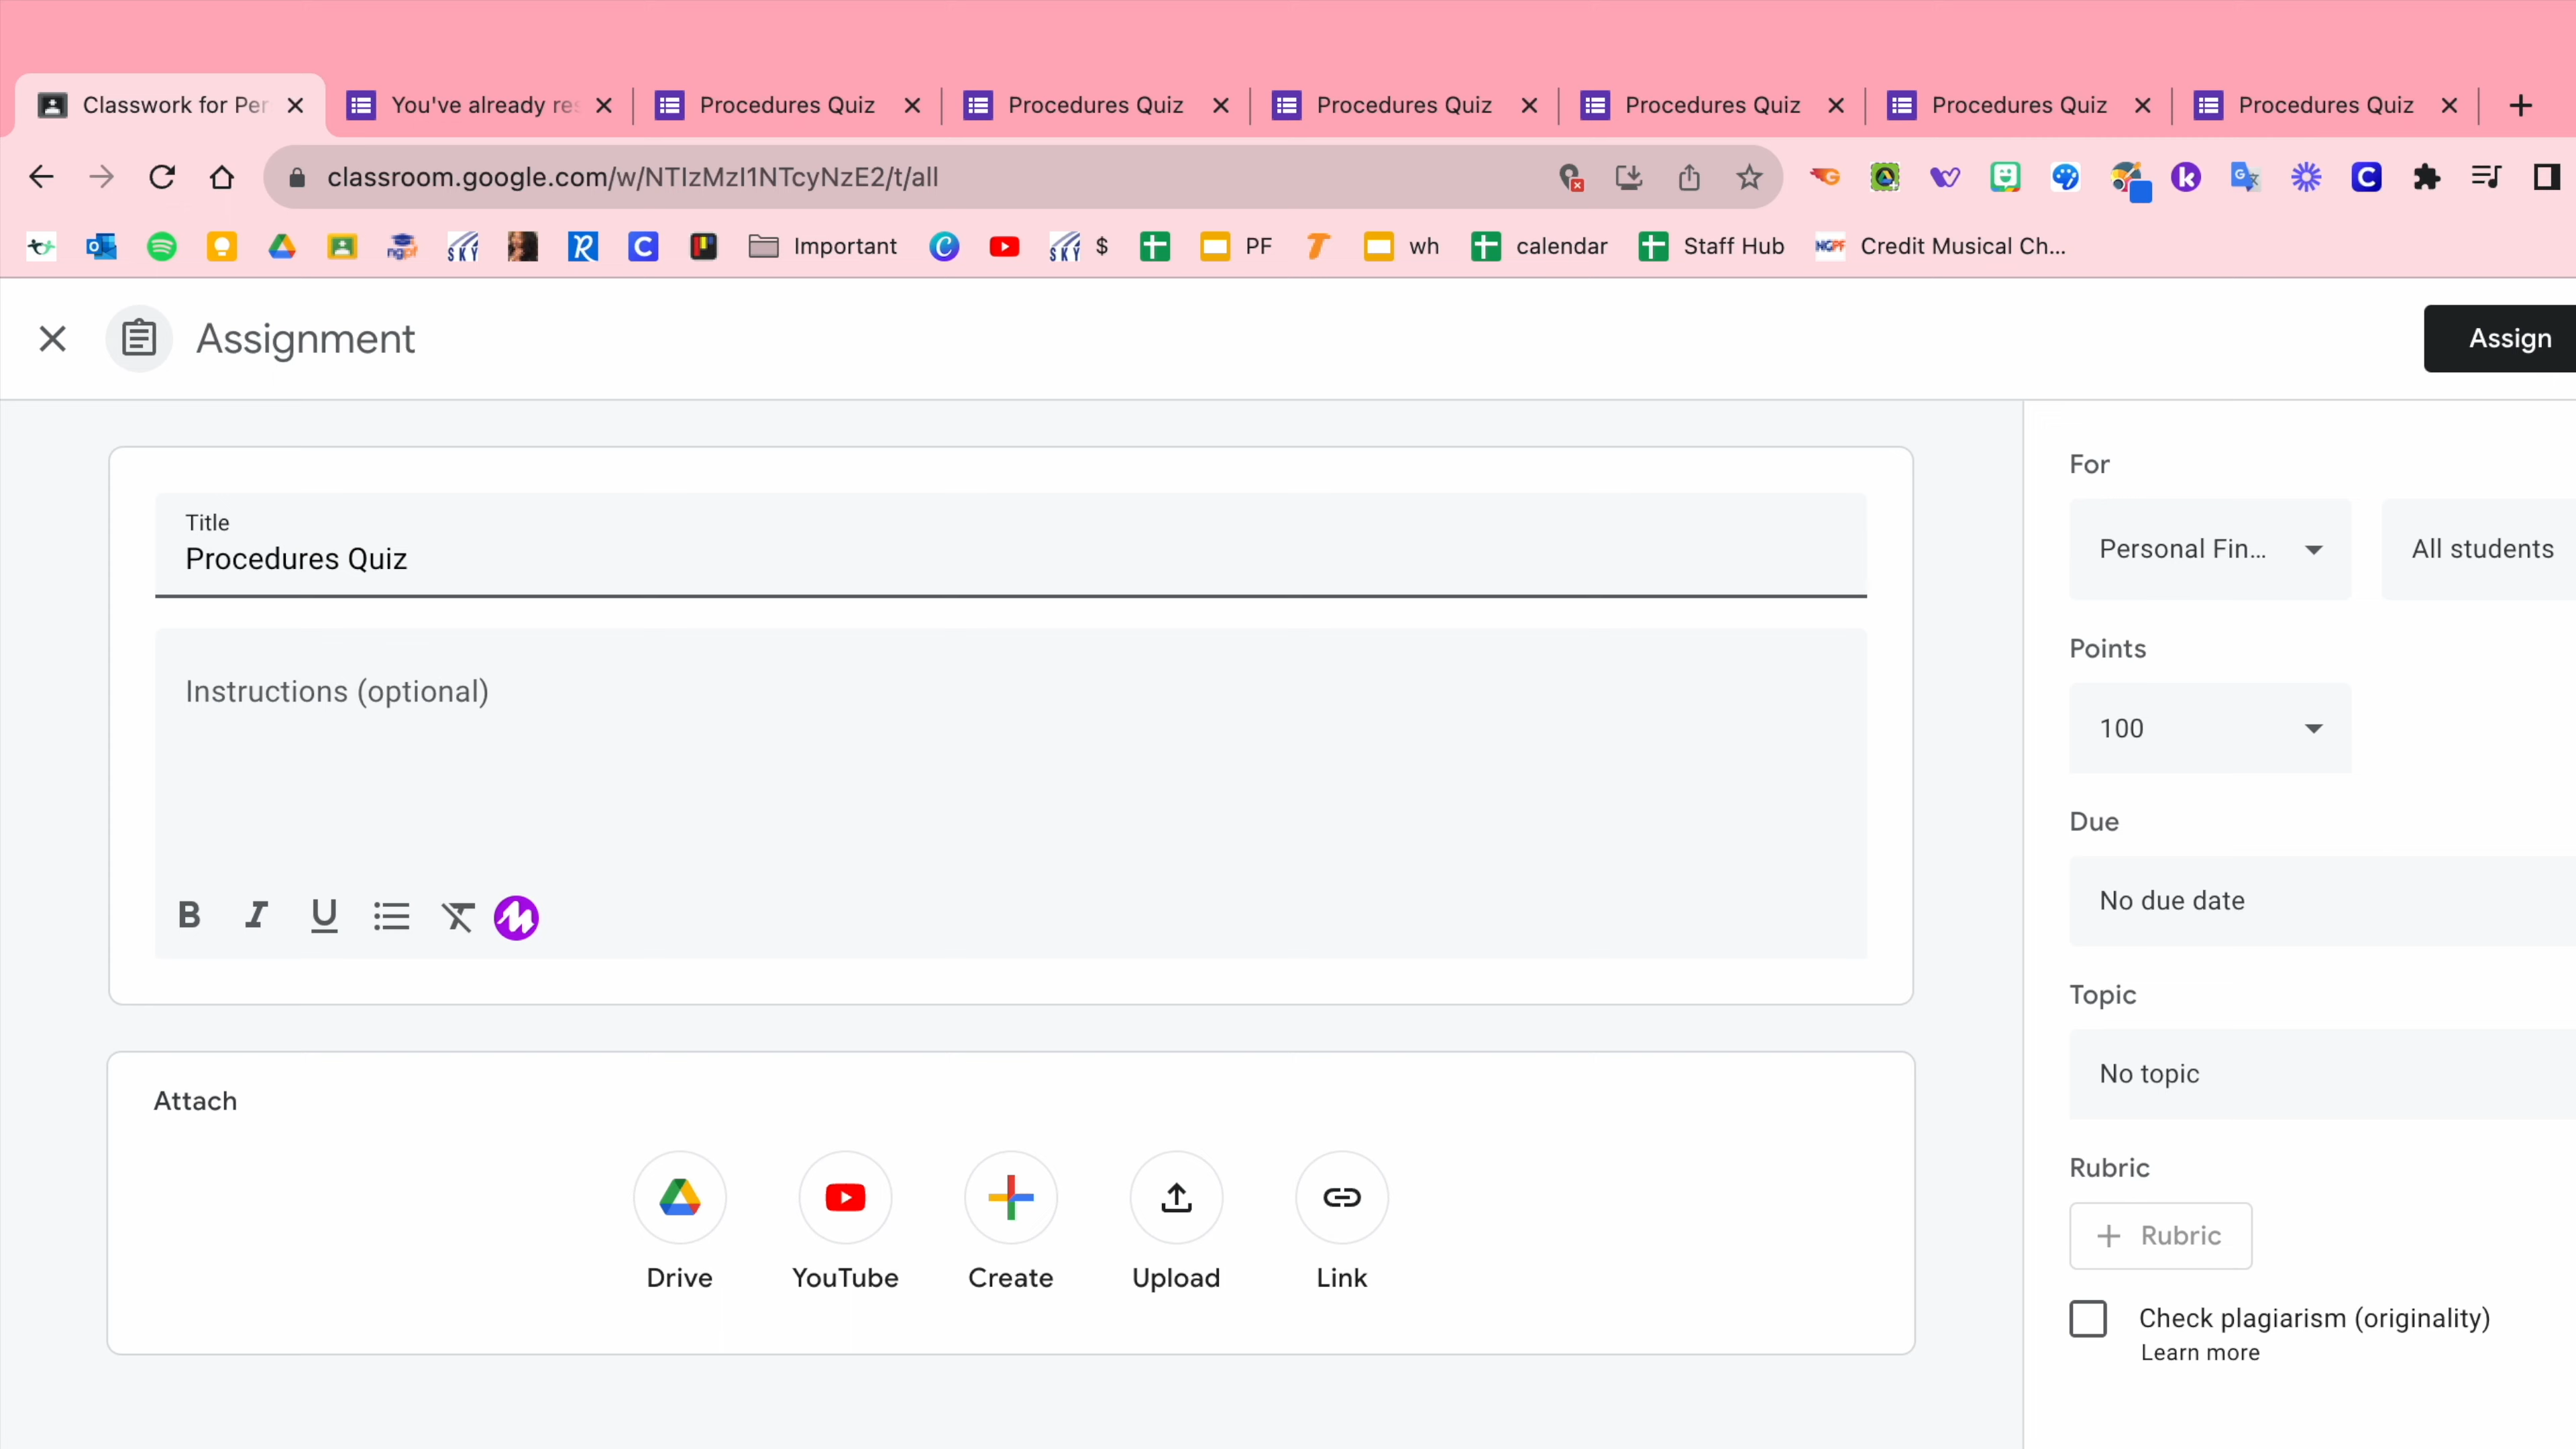 Classwork for Per
You've already res
Procedures Quiz
Procedures Quiz
Procedures Quiz
Procedures Quiz
Procedures Quiz
Procedures Quiz
classroom.google.com/w/NTIzMzI1NTcyNzE2/t/all
Important
SKY
SKY $
PF
wh
calendar
Staff Hub
NGPF Credit Musical Ch...
Assignment
Assign
Title
Procedures Quiz
Instructions (optional)
B I U
Attach
Drive
YouTube
Create
Upload
Link
For
Personal Fin...
All students
Points
100
Due
No due date
Topic
No topic
Rubric
+ Rubric
Check plagiarism (originality)
Learn more